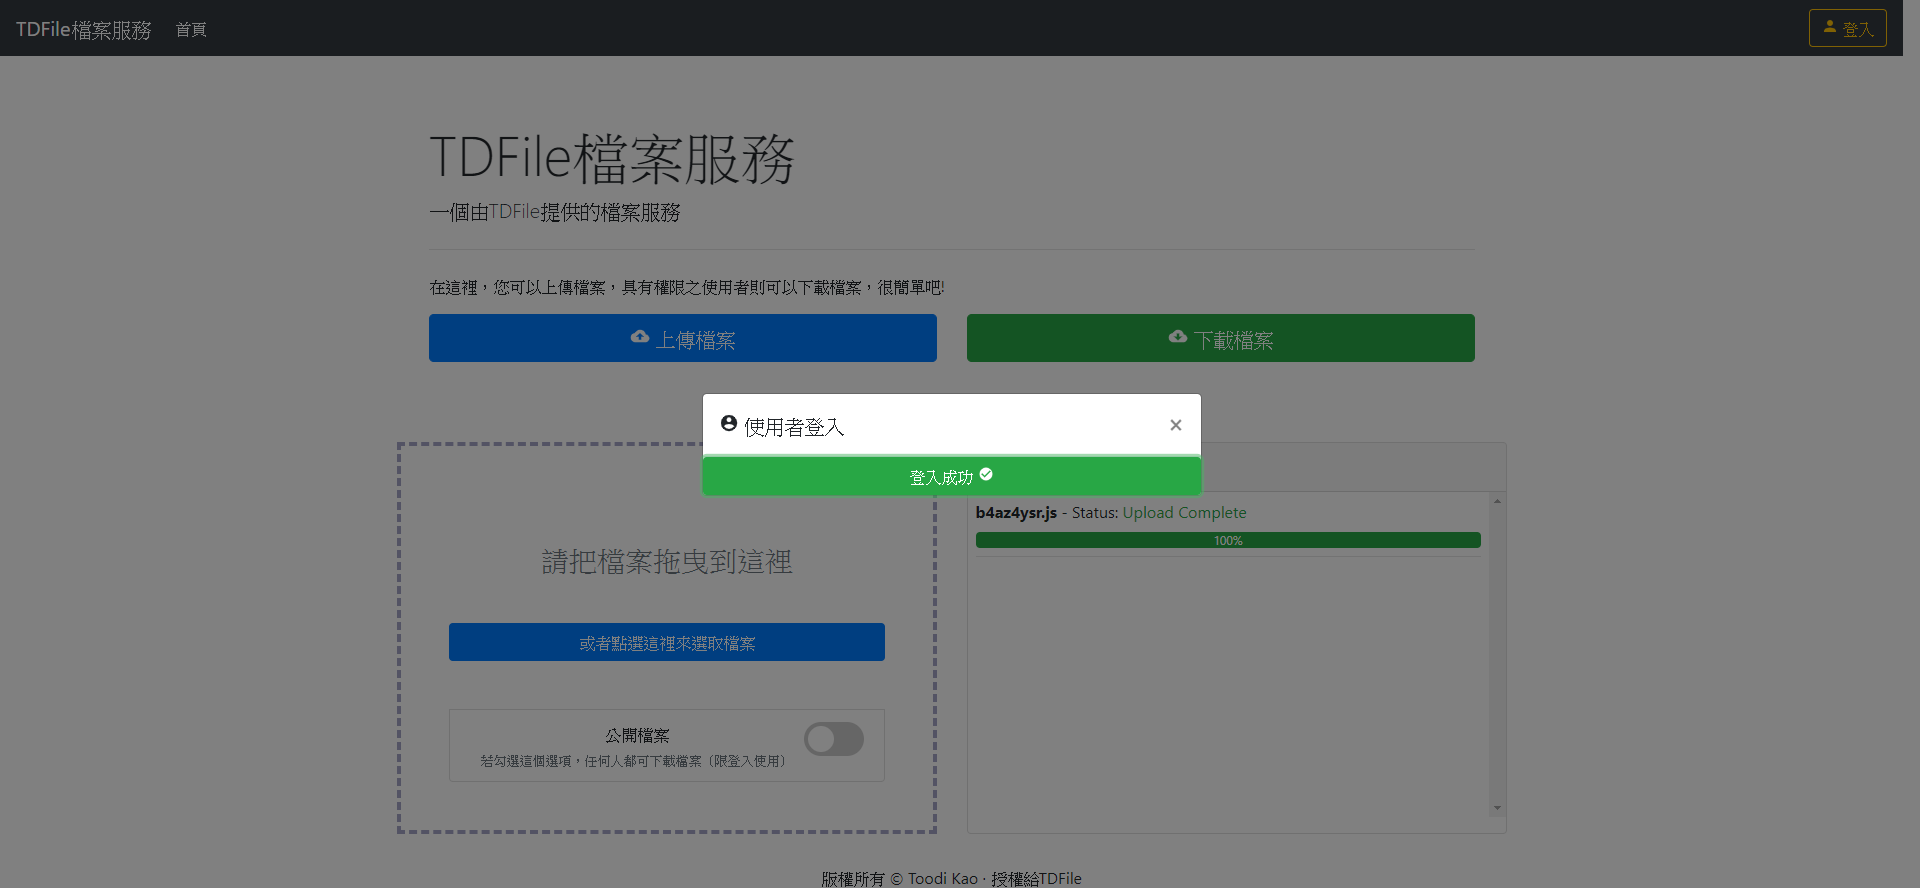 TDFile檔案服務 首頁 登入
TDFile檔案服務
一個由TDFile提供的檔案服務
在這裡，您可以上傳檔案，具有權限之使用者則可以下載檔案，很簡單吧!
上傳檔案 下載檔案
使用者登入 ×
登入成功
請把檔案拖曳到這裡
或者點選這裡來選取檔案
公開檔案
若勾選這個選項，任何人都可下載檔案（限登入使用）
b4az4ysr.js - Status: Upload Complete
100%
版權所有 © Toodi Kao · 授權給TDFile